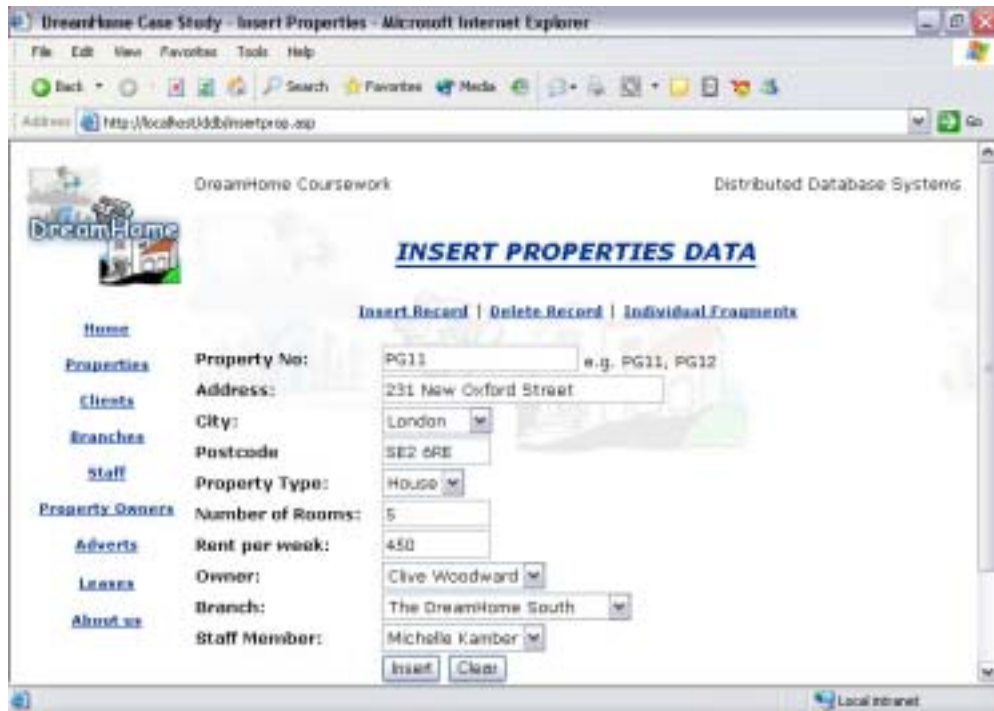 DreamHome Case Study - Insert Properties - Microsoft Internet Explorer
File Edit View Favorites Tools Help
Back Search Favorites Media
Address http://localhost/ddb/insertprop.asp Go
DreamHome Coursework Distributed Database Systems
DreamHome
INSERT PROPERTIES DATA
Insert Record | Delete Record | Individual Fragments
Home
Properties
Clients
Branches
Staff
Property Owners
Adverts
Leases
About us
Property No: PG11 e.g. PG11, PG12
Address: 231 New Oxford Street
City: London
Postcode SE2 6RE
Property Type: House
Number of Rooms: 5
Rent per week: 450
Owner: Clive Woodward
Branch: The DreamHome South
Staff Member: Michelle Kamber
Insert Clear
Local intranet